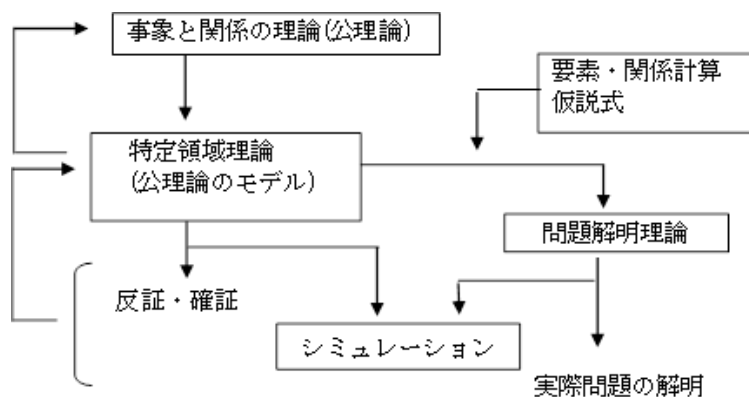 事象と関係の理論(公理論)
要素・関係計算
仮説式
特定領域理論
(公理論のモデル)
問題解明理論
反証・確証
シミュレーション
実際問題の解明